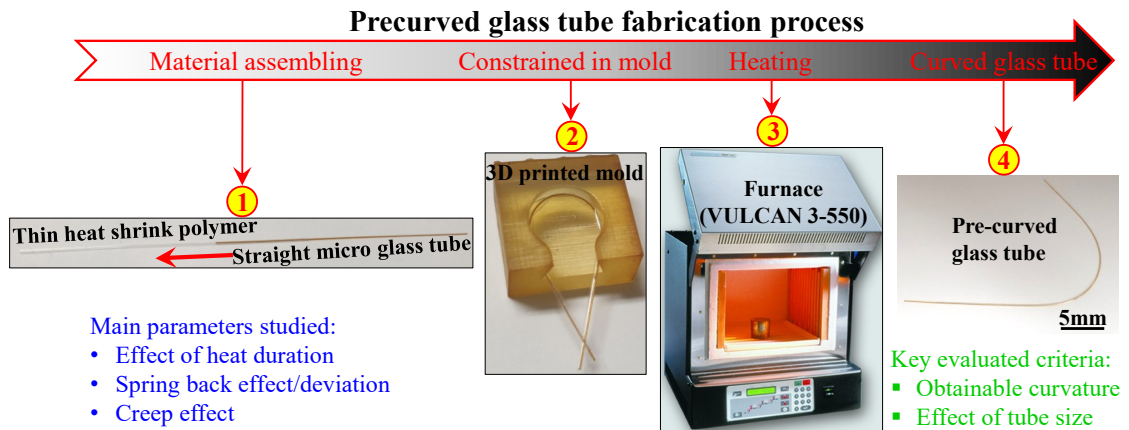 Precurved glass tube fabrication process
Material assembling
Constrained in mold
Heating
Curved glass tube
1
2
3
4
Thin heat shrink polymer
Straight micro glass tube
3D printed mold
Furnace
(VULCAN 3-550)
Pre-curved
glass tube
5mm
Main parameters studied:
• Effect of heat duration
• Spring back effect/deviation
• Creep effect
Key evaluated criteria:
▪ Obtainable curvature
▪ Effect of tube size